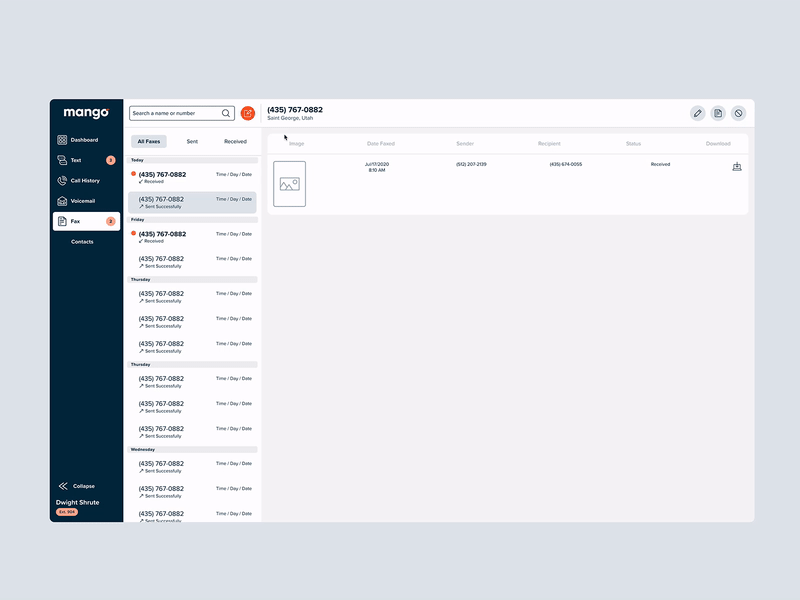 mango
Dashboard
Text 3
Call History
Voicemail
Fax 2
Contacts
Collapse
Dwight Shrute
Ext. 904
Search a name or number
All Faxes Sent Received
Today
(435) 767-0882 Time / Day / Date
Received
(435) 767-0882 Time / Day / Date
Sent Successfully
Friday
(435) 767-0882 Time / Day / Date
Received
(435) 767-0882 Time / Day / Date
Sent Successfully
Thursday
(435) 767-0882 Time / Day / Date
Sent Successfully
(435) 767-0882 Time / Day / Date
Sent Successfully
(435) 767-0882 Time / Day / Date
Sent Successfully
Thursday
(435) 767-0882 Time / Day / Date
Sent Successfully
(435) 767-0882 Time / Day / Date
Sent Successfully
(435) 767-0882 Time / Day / Date
Sent Successfully
Wednesday
(435) 767-0882 Time / Day / Date
Sent Successfully
(435) 767-0882 Time / Day / Date
Sent Successfully
(435) 767-0882 Time / Day / Date
Sent Successfully
(435) 767-0882
Saint George, Utah
Image Date Faxed Sender Recipient Status Download
Jul/17/2020 (512) 207-2139 (435) 674-0055 Received
8:10 AM